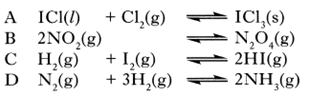 A ICl(l) + Cl₂(g) ⇌ ICl₃(s)
B 2NO₂(g) ⇌ N₂O₄(g)
C H₂(g) + I₂(g) ⇌ 2HI(g)
D N₂(g) + 3H₂(g) ⇌ 2NH₃(g)